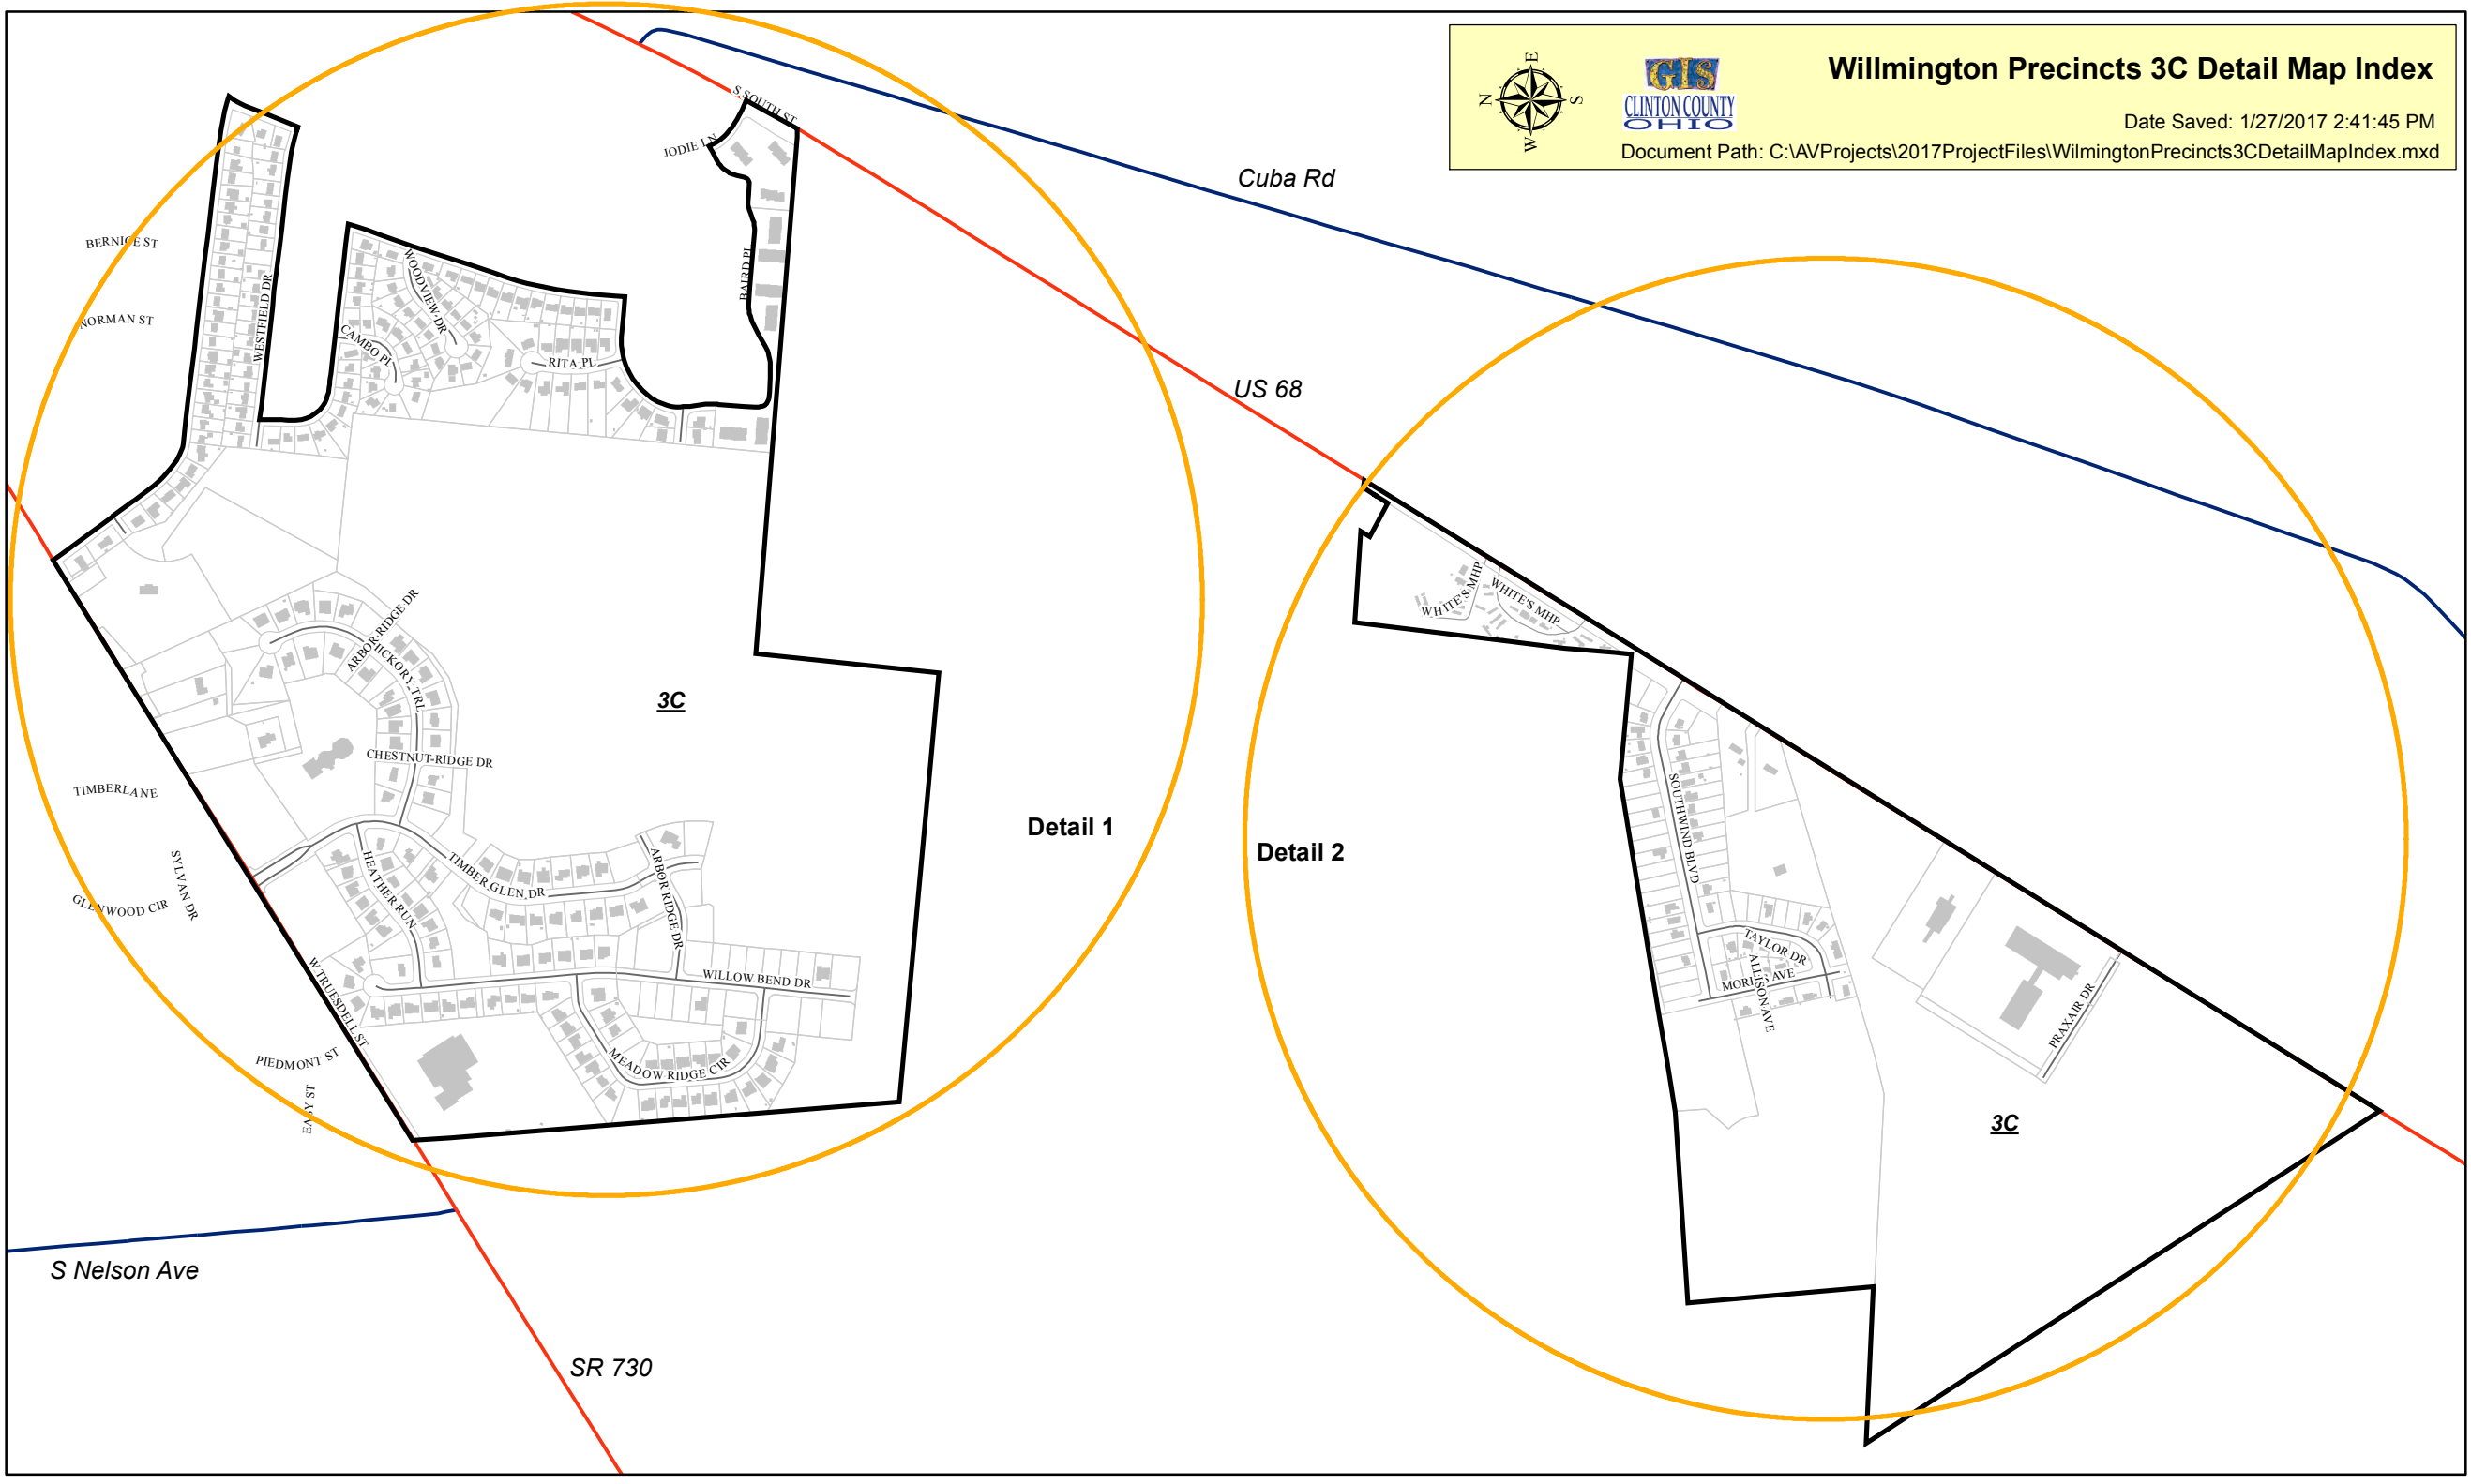 Willmington Precincts 3C Detail Map Index
E
N
S
W
GIS
CLINTON COUNTY
OHIO
Date Saved: 1/27/2017 2:41:45 PM
Document Path: C:\AVProjects\2017ProjectFiles\WilmingtonPrecincts3CDetailMapIndex.mxd
S SOUTH ST
JODIE LN
Cuba Rd
BERNICE ST
WOODVIEW DR
BAIRD PL
NORMAN ST
WESTFIELD DR
CAMBO PL
RITA PL
US 68
WHITE'S MHP
WHITE'S MHP
ARBOR-RIDGE DR
HICKORY-TRL
3C
CHESTNUT-RIDGE DR
TIMBERLANE
SOUTHWIND BLVD
Detail 1
Detail 2
SYLVAN DR
HEATHER RUN
TIMBER GLEN DR
ARBOR RIDGE DR
GLENWOOD CIR
TAYLOR DR
WILLOW BEND DR
MORRIS AVE
ALLISON AVE
W TRUESDELL ST
PRAXAIR DR
PIEDMONT ST
MEADOW RIDGE CIR
EASY ST
3C
S Nelson Ave
SR 730